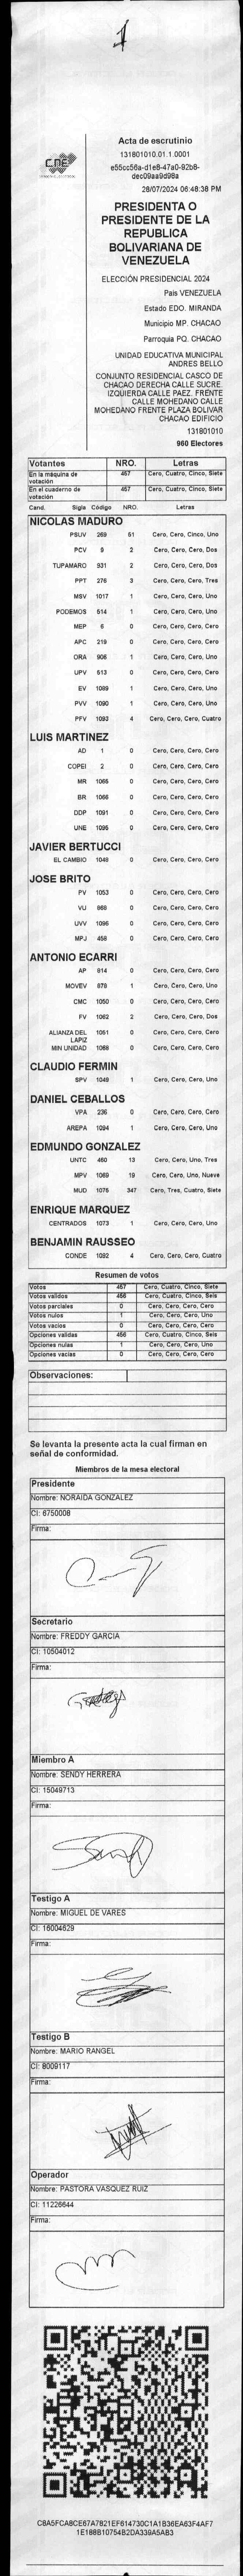 1
CNE
Acta de escrutinio
131801010.01.1.0001
e55cc56a-d1e8-47a0-92b8-
dec09aa9d98a
28/07/2024 06:48:38 PM
PRESIDENTA O
PRESIDENTE DE LA
REPUBLICA
BOLIVARIANA DE
VENEZUELA
ELECCIÓN PRESIDENCIAL 2024
País VENEZUELA
Estado EDO. MIRANDA
Municipio MP. CHACAO
Parroquia PQ. CHACAO
UNIDAD EDUCATIVA MUNICIPAL
ANDRES BELLO
CONJUNTO RESIDENCIAL CASCO DE
CHACAO DERECHA CALLE SUCRE.
IZQUIERDA CALLE PAEZ. FRENTE
CALLE MOHEDANO CALLE
MOHEDANO FRENTE PLAZA BOLIVAR
CHACAO EDIFICIO
131801010
960 Electores
Votantes NRO. Letras
En la máquina de votación 457 Cero, Cuatro, Cinco, Siete
En el cuaderno de votación 457 Cero, Cuatro, Cinco, Siete
Cand. Sigla Código NRO. Letras
NICOLAS MADURO
PSUV 269 51 Cero, Cero, Cinco, Uno
PCV 9 2 Cero, Cero, Cero, Dos
TUPAMARO 931 2 Cero, Cero, Cero, Dos
PPT 276 3 Cero, Cero, Cero, Tres
MSV 1017 1 Cero, Cero, Cero, Uno
PODEMOS 514 1 Cero, Cero, Cero, Uno
MEP 6 0 Cero, Cero, Cero, Cero
APC 219 0 Cero, Cero, Cero, Cero
ORA 906 1 Cero, Cero, Cero, Uno
UPV 513 0 Cero, Cero, Cero, Cero
EV 1089 1 Cero, Cero, Cero, Uno
PVV 1090 1 Cero, Cero, Cero, Uno
PFV 1093 4 Cero, Cero, Cero, Cuatro
LUIS MARTINEZ
AD 1 0 Cero, Cero, Cero, Cero
COPEI 2 0 Cero, Cero, Cero, Cero
MR 1065 0 Cero, Cero, Cero, Cero
BR 1066 0 Cero, Cero, Cero, Cero
DDP 1091 0 Cero, Cero, Cero, Cero
UNE 1095 0 Cero, Cero, Cero, Cero
JAVIER BERTUCCI
EL CAMBIO 1048 0 Cero, Cero, Cero, Cero
JOSE BRITO
PV 1053 0 Cero, Cero, Cero, Cero
VU 868 0 Cero, Cero, Cero, Cero
UVV 1096 0 Cero, Cero, Cero, Cero
MPJ 458 0 Cero, Cero, Cero, Cero
ANTONIO ECARRI
AP 814 0 Cero, Cero, Cero, Cero
MOVEV 878 1 Cero, Cero, Cero, Uno
CMC 1050 0 Cero, Cero, Cero, Cero
FV 1062 2 Cero, Cero, Cero, Dos
ALIANZA DEL LAPIZ 1051 0 Cero, Cero, Cero, Cero
MIN UNIDAD 1068 0 Cero, Cero, Cero, Cero
CLAUDIO FERMIN
SPV 1049 1 Cero, Cero, Cero, Uno
DANIEL CEBALLOS
VPA 236 0 Cero, Cero, Cero, Cero
AREPA 1094 1 Cero, Cero, Cero, Uno
EDMUNDO GONZALEZ
UNTC 460 13 Cero, Cero, Uno, Tres
MPV 1069 19 Cero, Cero, Uno, Nueve
MUD 1076 347 Cero, Tres, Cuatro, Siete
ENRIQUE MARQUEZ
CENTRADOS 1073 1 Cero, Cero, Cero, Uno
BENJAMIN RAUSSEO
CONDE 1092 4 Cero, Cero, Cero, Cuatro
Resumen de votos
Votos 457 Cero, Cuatro, Cinco, Siete
Votos validos 456 Cero, Cuatro, Cinco, Seis
Votos parciales 0 Cero, Cero, Cero, Cero
Votos nulos 1 Cero, Cero, Cero, Uno
Votos vacios 0 Cero, Cero, Cero, Cero
Opciones validas 456 Cero, Cuatro, Cinco, Seis
Opciones nulas 1 Cero, Cero, Cero, Uno
Opciones vacias 0 Cero, Cero, Cero, Cero
Observaciones:
Se levanta la presente acta la cual firman en
señal de conformidad.
Miembros de la mesa electoral
Presidente
Nombre: NORAIDA GONZALEZ
CI: 6750008
Firma:
Secretario
Nombre: FREDDY GARCIA
CI: 10504012
Firma:
Miembro A
Nombre: SENDY HERRERA
CI: 15049713
Firma:
Testigo A
Nombre: MIGUEL DE VARES
CI: 16004629
Firma:
Testigo B
Nombre: MARIO RANGEL
CI: 8009117
Firma:
Operador
Nombre: PASTORA VASQUEZ RUIZ
CI: 11226644
Firma:
CBA5FCA8CE67A7821EF614730C1A1B36EA63F4AF7
1E188B10754B2DA339A5AB3